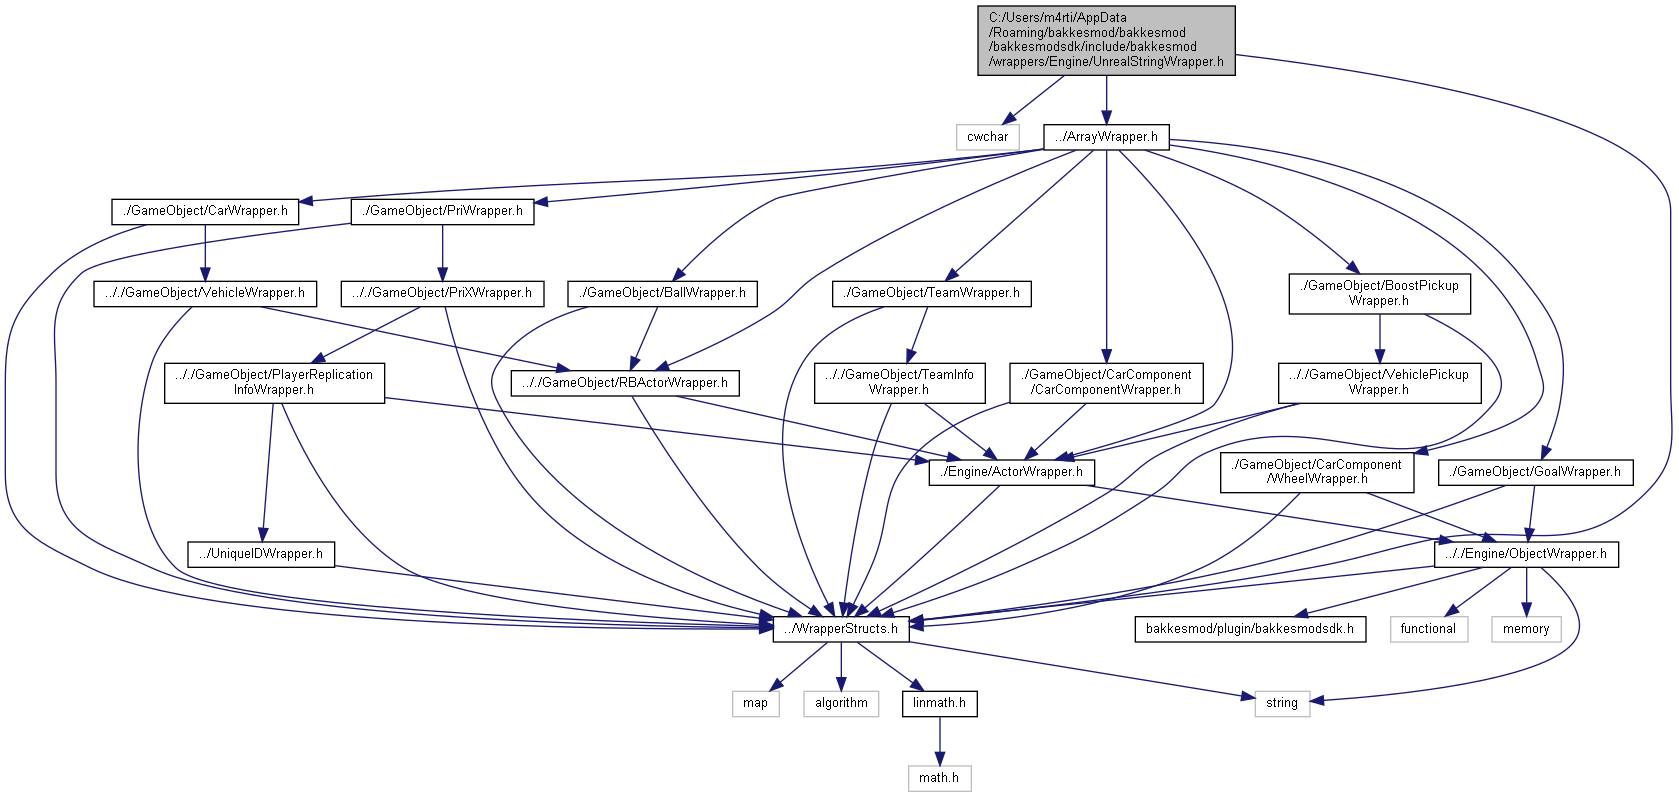 C:/Users/m4rti/AppData
/Roaming/bakkesmod/bakkesmod
/bakkesmodsdk/include/bakkesmod
/wrappers/Engine/UnrealStringWrapper.h
cwchar
../ArrayWrapper.h
./GameObject/CarWrapper.h
./GameObject/PriWrapper.h
.././GameObject/VehicleWrapper.h
.././GameObject/PriXWrapper.h
./GameObject/BallWrapper.h
./GameObject/TeamWrapper.h
./GameObject/BoostPickup
Wrapper.h
.././GameObject/PlayerReplication
InfoWrapper.h
.././GameObject/RBActorWrapper.h
.././GameObject/TeamInfo
Wrapper.h
./GameObject/CarComponent
/CarComponentWrapper.h
.././GameObject/VehiclePickup
Wrapper.h
./Engine/ActorWrapper.h
./GameObject/CarComponent
/WheelWrapper.h
./GameObject/GoalWrapper.h
../UniqueIDWrapper.h
.././Engine/ObjectWrapper.h
../WrapperStructs.h
bakkesmod/plugin/bakkesmodsdk.h
functional
memory
map
algorithm
linmath.h
string
math.h